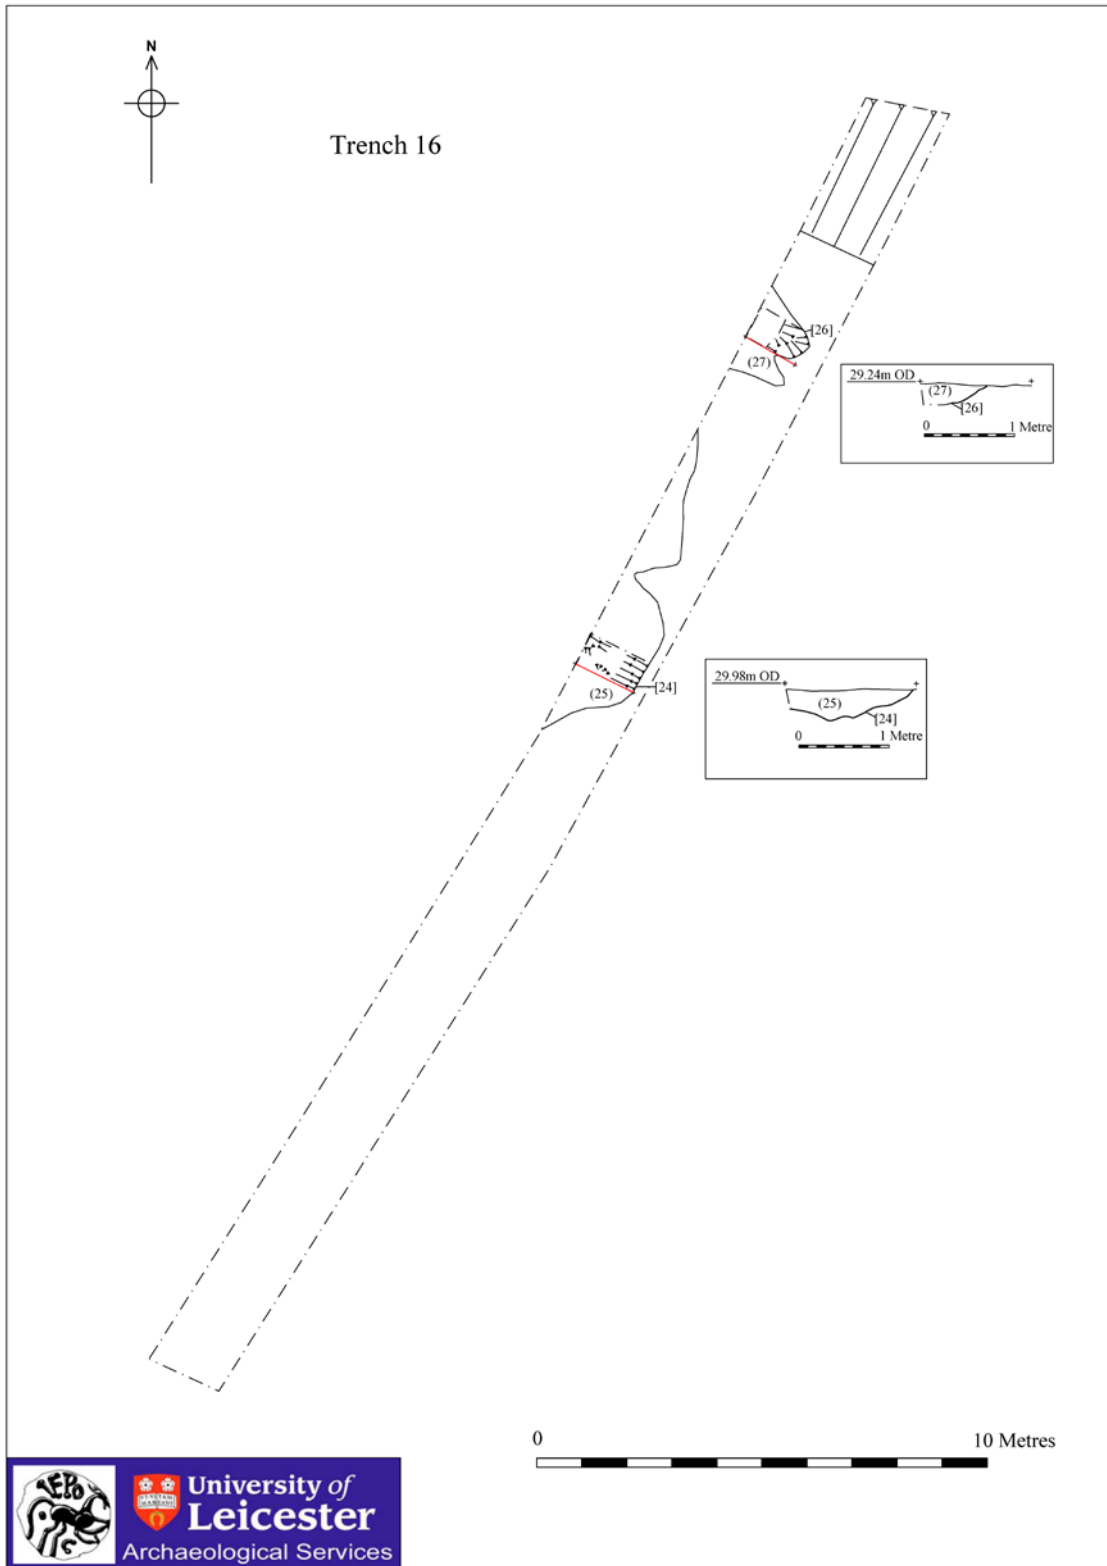 N
Trench 16
[26]
(27)
29.24m OD
(27)
[26]
0 1 Metre
[24]
(25)
29.98m OD
(25)
[24]
0 1 Metre
0 10 Metres
University of
Leicester
Archaeological Services